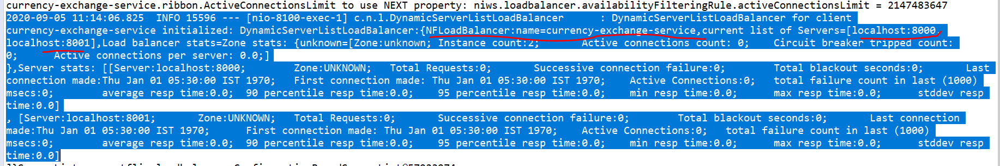 currency-exchange-service.ribbon.ActiveConnectionsLimit to use NEXT property: niws.loadbalancer.availabilityFilteringRule.activeConnectionsLimit = 2147483647
2020-09-05 11:14:06.825  INFO 15596 --- [nio-8100-exec-1] c.n.l.DynamicServerListLoadBalancer      : DynamicServerListLoadBalancer for client
currency-exchange-service initialized: DynamicServerListLoadBalancer:{NFLoadBalancer:name=currency-exchange-service,current list of Servers=[localhost:8000,
localhost:8001],Load balancer stats=Zone stats: {unknown=[Zone:unknown; Instance count:2;       Active connections count: 0;    Circuit breaker tripped count:
0;      Active connections per server: 0.0;]
},Server stats: [[Server:localhost:8000;        Zone:UNKNOWN;   Total Requests:0;       Successive connection failure:0;        Total blackout seconds:0;       Last
connection made:Thu Jan 01 05:30:00 IST 1970;   First connection made: Thu Jan 01 05:30:00 IST 1970;    Active Connections:0;   total failure count in last (1000)
msecs:0;        average resp time:0.0;  90 percentile resp time:0.0;    95 percentile resp time:0.0;    min resp time:0.0;      max resp time:0.0;      stddev resp
time:0.0]
, [Server:localhost:8001;       Zone:UNKNOWN;   Total Requests:0;       Successive connection failure:0;        Total blackout seconds:0;       Last connection
made:Thu Jan 01 05:30:00 IST 1970;      First connection made: Thu Jan 01 05:30:00 IST 1970;    Active Connections:0;   total failure count in last (1000)
msecs:0;        average resp time:0.0;  90 percentile resp time:0.0;    95 percentile resp time:0.0;    min resp time:0.0;      max resp time:0.0;      stddev resp
time:0.0]